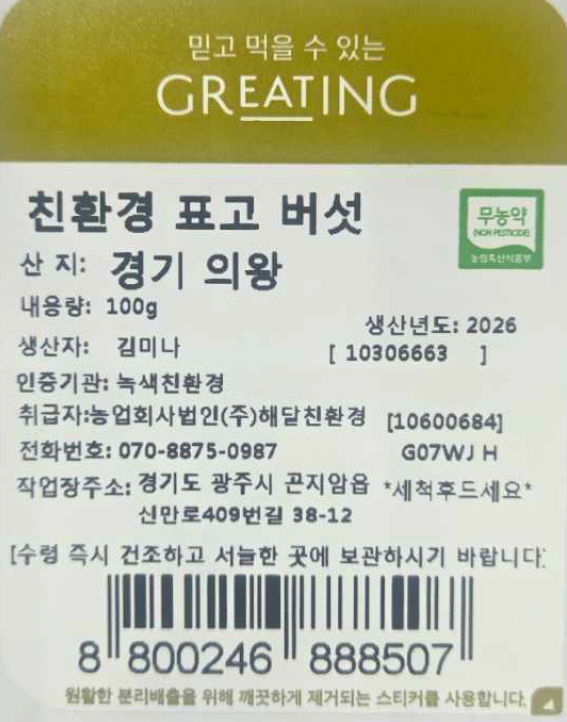 믿고 먹을 수 있는
GREATING
친환경 표고 버섯
무농약
(NON PESTICIDE)
농림축산식품부
산 지: 경기 의왕
내용량: 100g
생산년도: 2026
생산자: 김미나 [ 10306663 ]
인증기관: 녹색친환경
취급자:농업회사법인(주)해달친환경 [10600684]
전화번호: 070-8875-0987 G07WJ H
작업장주소: 경기도 광주시 곤지암읍 *세척후드세요*
신만로409번길 38-12
[수령 즉시 건조하고 서늘한 곳에 보관하시기 바랍니다]
8 800246 888507
원활한 분리배출을 위해 깨끗하게 제거되는 스티커를 사용합니다.